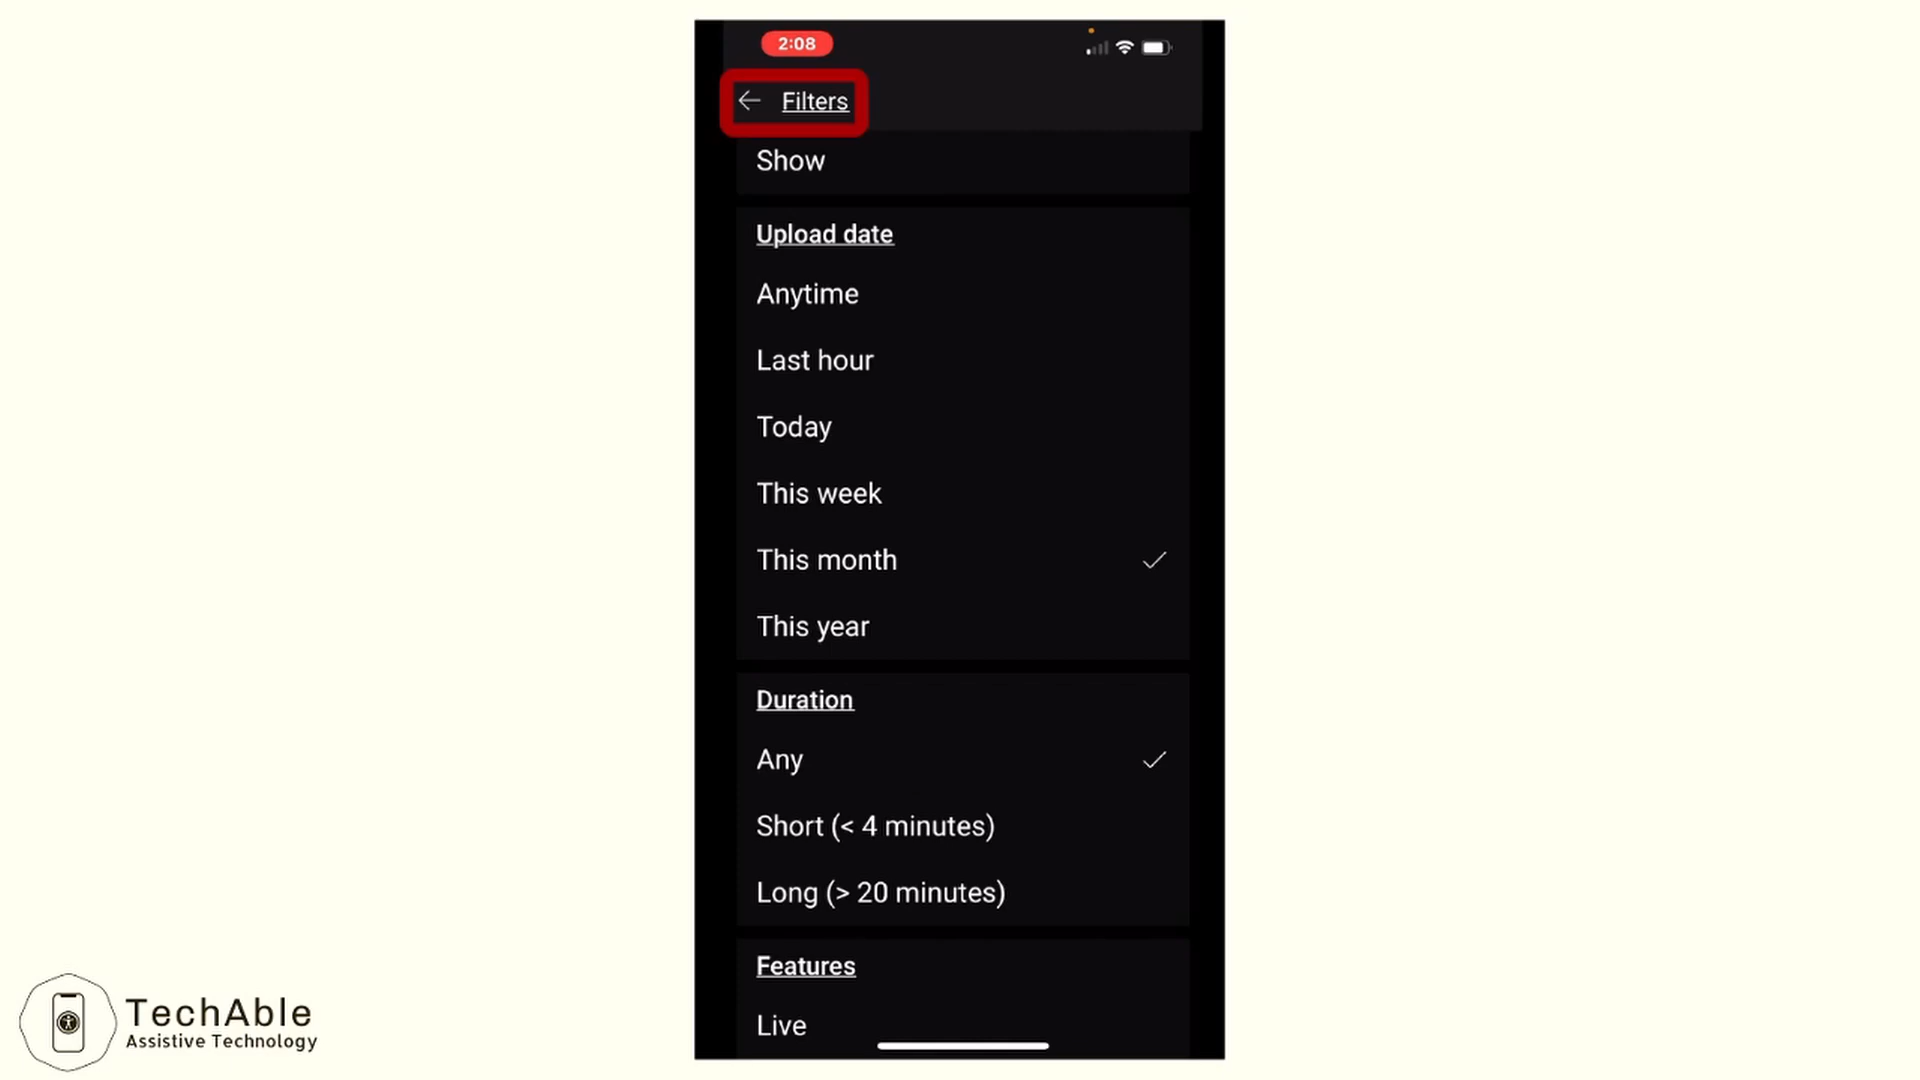 2:08
Filters
Show
Upload date
Anytime
Last hour
Today
This week
This month
This year
Duration
Any
Short (< 4 minutes)
Long (> 20 minutes)
Features
Live
TechAble
Assistive Technology